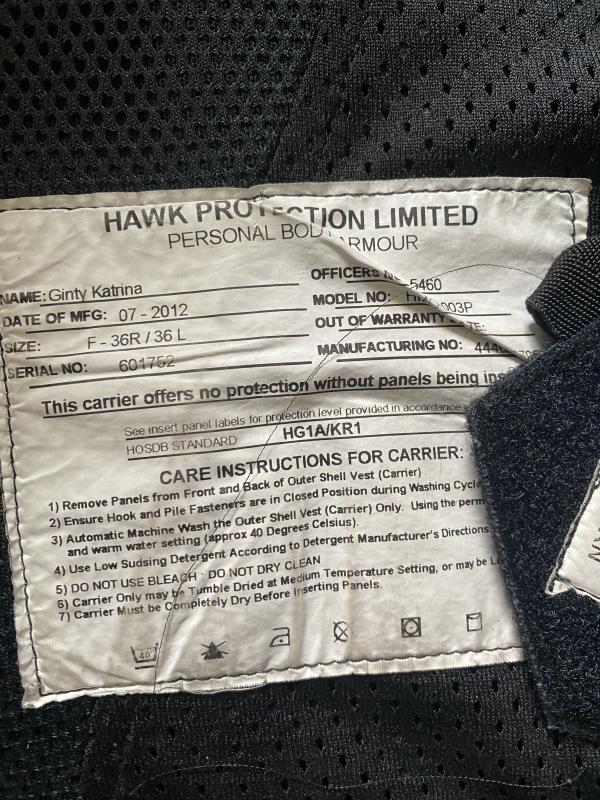 HAWK PROTECTION LIMITED
PERSONAL BODY ARMOUR
NAME: Ginty Katrina
DATE OF MFG: 07 - 2012
SIZE: F - 36R / 36 L
SERIAL NO: 601752
OFFICERS 5460
MODEL NO: 003P
OUT OF WARRANTY
MANUFACTURING NO:
This carrier offers no protection without panels being
See insert panel labels for protection level provided in accordance
HOSDB STANDARD HG1A/KR1
CARE INSTRUCTIONS FOR CARRIER:
1) Remove Panels from Front and Back of Outer Shell Vest (Carrier)
2) Ensure Hook and Pile Fasteners are in Closed Position during Washing
3) Automatic Machine Wash the Outer Shell Vest (Carrier) Only. Using the
and warm water setting (approx 40 Degrees Celsius).
4) Use Low Sudsing Detergent According to Detergent Manufacturer's Directions
5) DO NOT USE BLEACH : DO NOT DRY CLEAN
6) Carrier Only may be Tumble Dried at Medium Temperature Setting, or may be
7) Carrier Must be Completely Dry Before Inserting Panels.
40